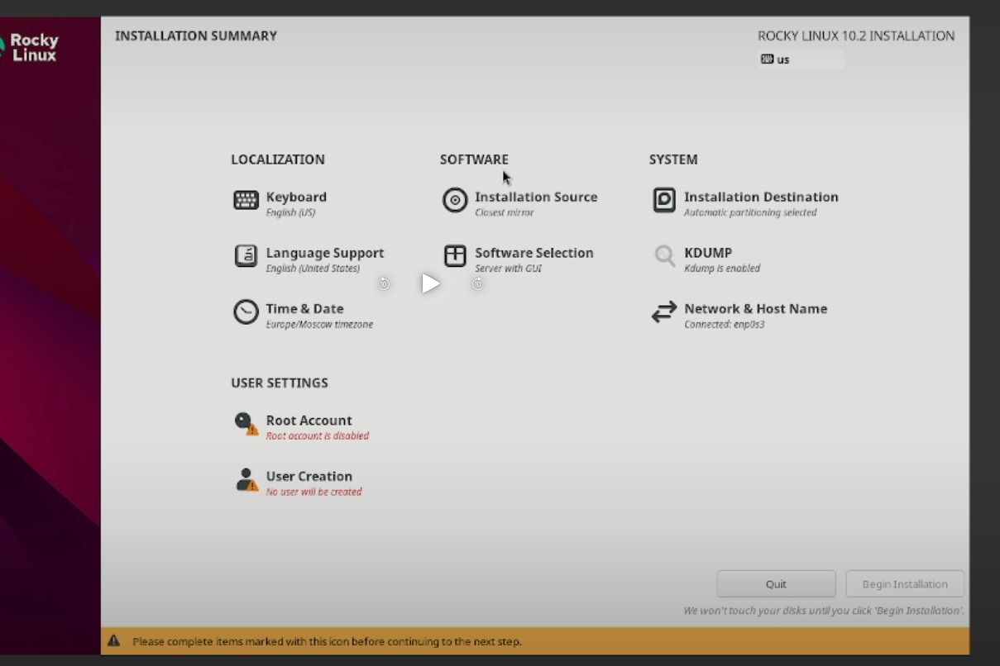 Rocky
Linux
INSTALLATION SUMMARY
ROCKY LINUX 10.2 INSTALLATION
us
LOCALIZATION
Keyboard
English (US)
Language Support
English (United States)
Time & Date
Europe/Moscow timezone
SOFTWARE
Installation Source
Closest mirror
Software Selection
Server with GUI
SYSTEM
Installation Destination
Automatic partitioning selected
KDUMP
Kdump is enabled
Network & Host Name
Connected: enp0s3
USER SETTINGS
Root Account
Root account is disabled
User Creation
No user will be created
Quit
Begin Installation
We won't touch your disks until you click 'Begin Installation'.
Please complete items marked with this icon before continuing to the next step.